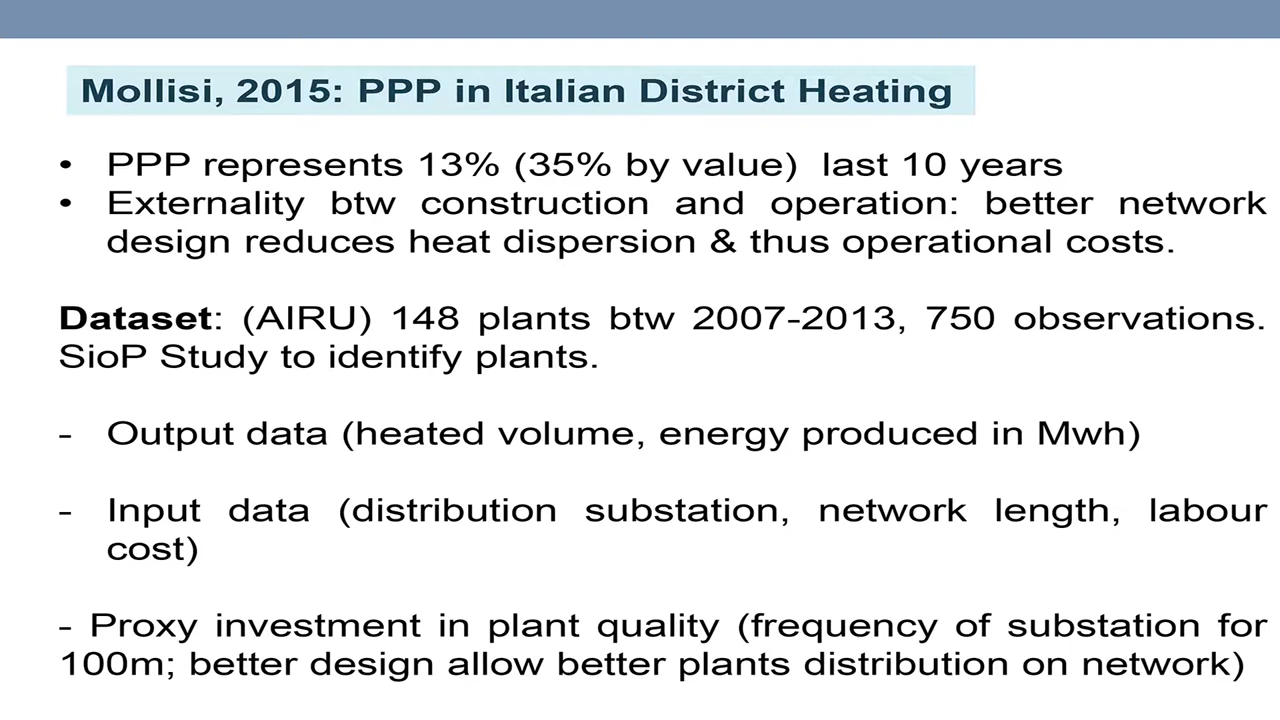 Mollisi, 2015: PPP in Italian District Heating
• PPP represents 13% (35% by value) last 10 years
• Externality btw construction and operation: better network
design reduces heat dispersion & thus operational costs.
Dataset: (AIRU) 148 plants btw 2007-2013, 750 observations.
SioP Study to identify plants.
- Output data (heated volume, energy produced in Mwh)
- Input data (distribution substation, network length, labour
cost)
- Proxy investment in plant quality (frequency of substation for
100m; better design allow better plants distribution on network)